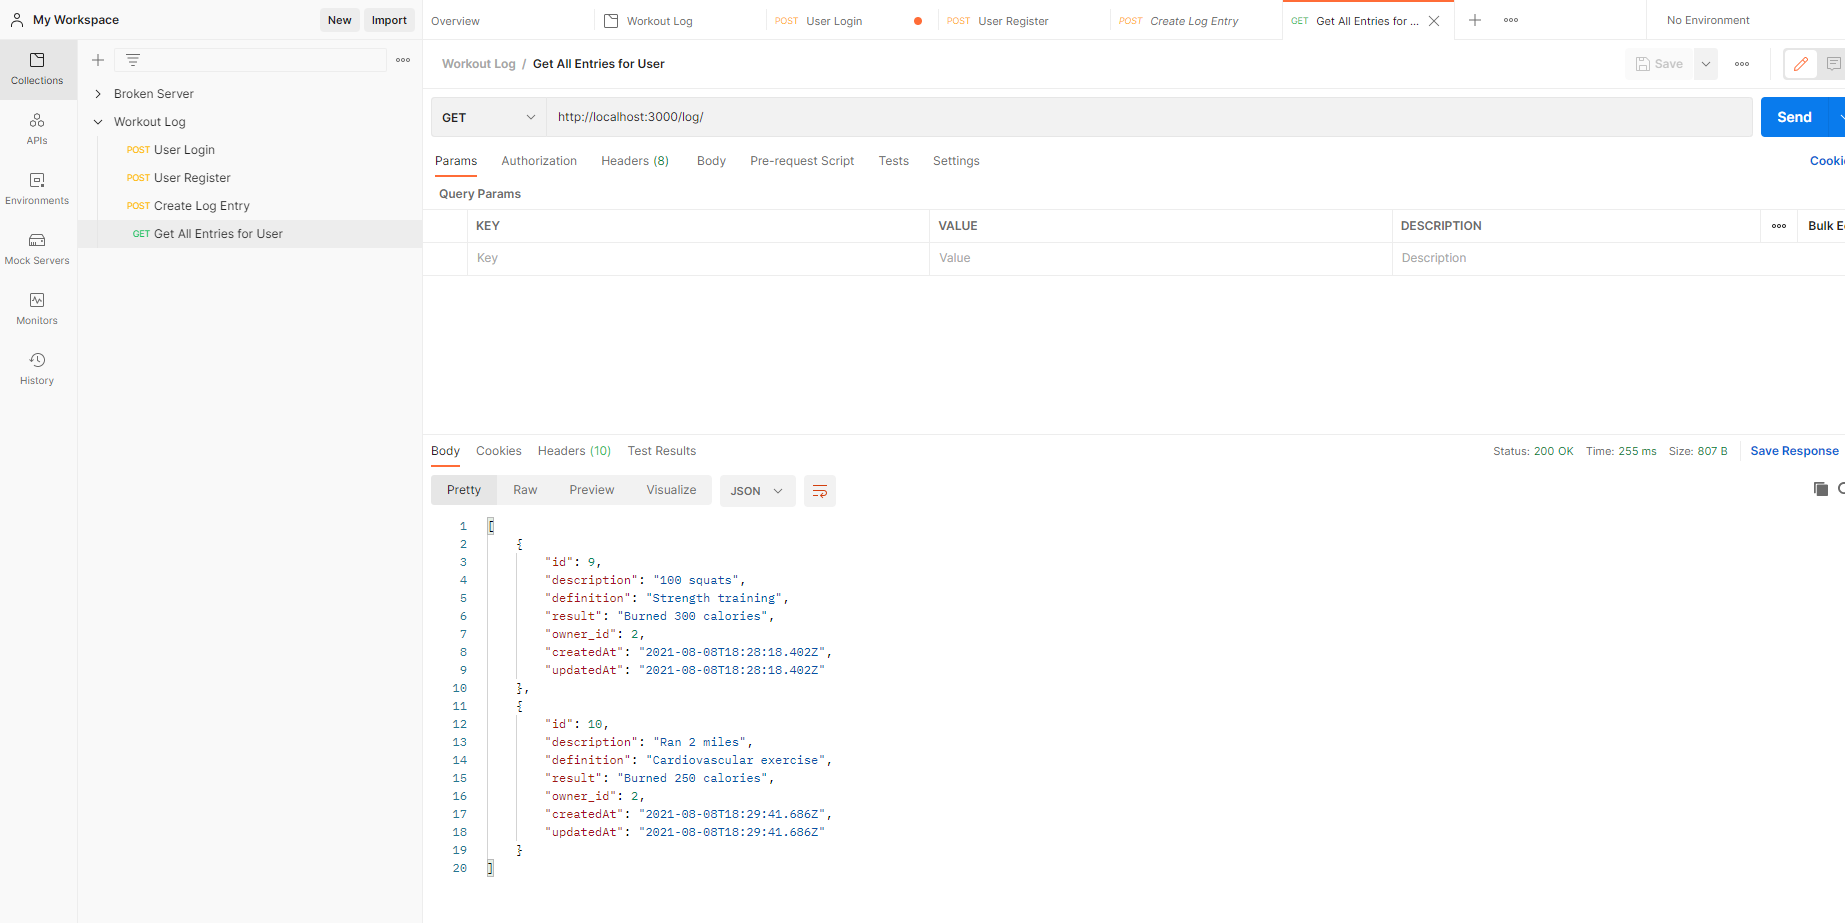 My Workspace
New
Import
Overview
Workout Log
POST User Login
POST User Register
POST Create Log Entry
GET Get All Entries for ...
No Environment
Collections
APIs
Environments
Mock Servers
Monitors
History
Broken Server
Workout Log
POST User Login
POST User Register
POST Create Log Entry
GET Get All Entries for User
Workout Log / Get All Entries for User
Save
GET
http://localhost:3000/log/
Send
Params
Authorization
Headers (8)
Body
Pre-request Script
Tests
Settings
Cooki
Query Params
KEY
VALUE
DESCRIPTION
Bulk E
Key
Value
Description
Body
Cookies
Headers (10)
Test Results
Status: 200 OK
Time: 255 ms
Size: 807 B
Save Response
Pretty
Raw
Preview
Visualize
JSON
1 [
2 {
3 "id": 9,
4 "description": "100 squats",
5 "definition": "Strength training",
6 "result": "Burned 300 calories",
7 "owner_id": 2,
8 "createdAt": "2021-08-08T18:28:18.402Z",
9 "updatedAt": "2021-08-08T18:28:18.402Z"
10 },
11 {
12 "id": 10,
13 "description": "Ran 2 miles",
14 "definition": "Cardiovascular exercise",
15 "result": "Burned 250 calories",
16 "owner_id": 2,
17 "createdAt": "2021-08-08T18:29:41.686Z",
18 "updatedAt": "2021-08-08T18:29:41.686Z"
19 }
20 ]